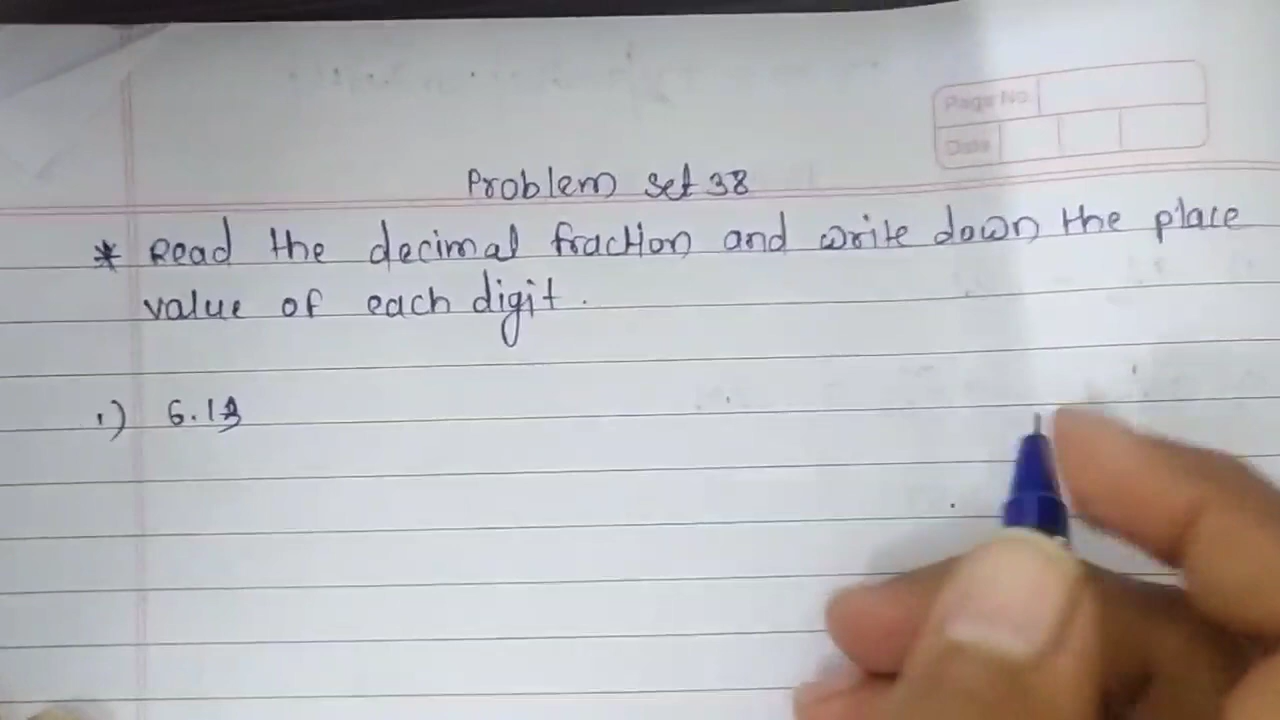 Page No.
Date
Problem set 38
* Read the decimal fraction and write down the place
value of each digit.
1) 6.13